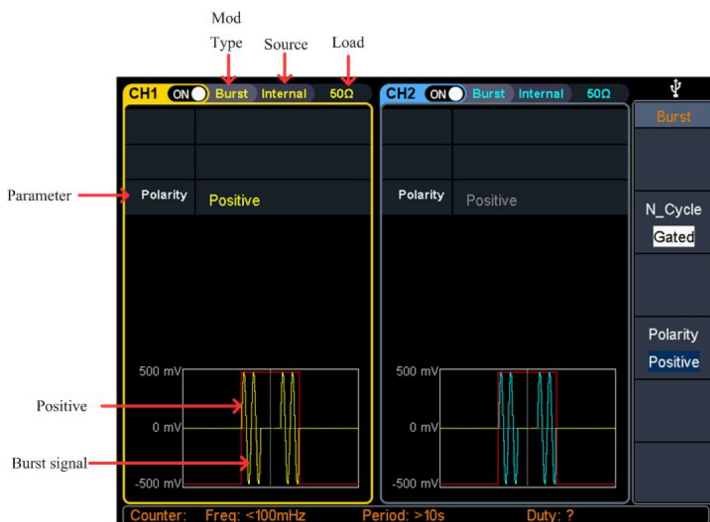 Mod
Type Source Load
CH1 ON Burst Internal 50Ω
CH2 ON Burst Internal 50Ω
Burst
Parameter
Polarity Positive
Polarity Positive
N_Cycle
Gated
Polarity
Positive
500 mV
0 mV
-500 mV
500 mV
0 mV
-500 mV
Positive
Burst signal
Counter: Freq: <100mHz Period: >10s Duty: ?